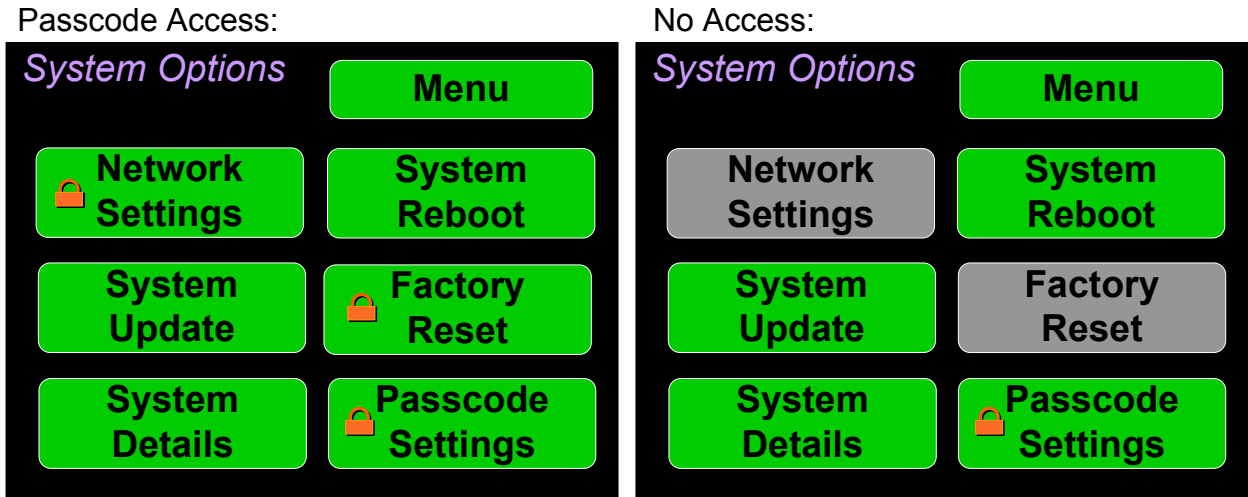 Passcode Access:
System Options
Menu
Network
Settings
System
Reboot
System
Update
Factory
Reset
System
Details
Passcode
Settings
No Access:
System Options
Menu
Network
Settings
System
Reboot
System
Update
Factory
Reset
System
Details
Passcode
Settings